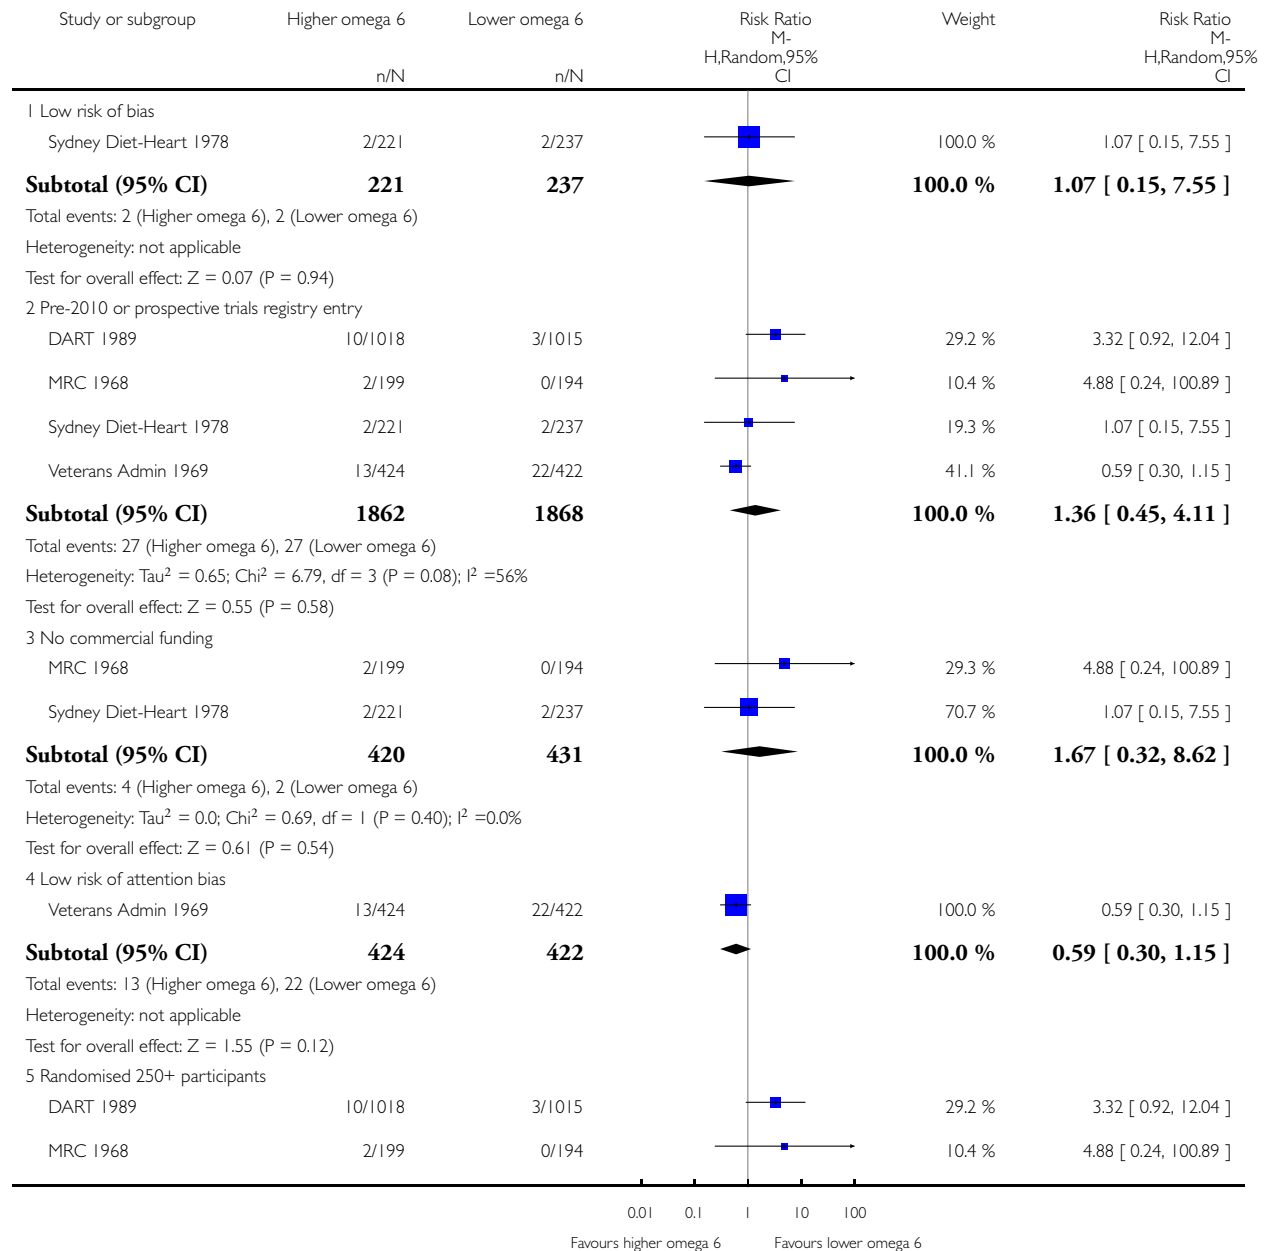 Study or subgroup Higher omega 6 Lower omega 6 Risk Ratio Weight Risk Ratio
M- M-
H,Random,95% H,Random,95%
n/N n/N CI CI
1 Low risk of bias
Sydney Diet-Heart 1978 2/221 2/237 100.0 % 1.07 [ 0.15, 7.55 ]
Subtotal (95% CI) 221 237 100.0 % 1.07 [ 0.15, 7.55 ]
Total events: 2 (Higher omega 6), 2 (Lower omega 6)
Heterogeneity: not applicable
Test for overall effect: Z = 0.07 (P = 0.94)
2 Pre-2010 or prospective trials registry entry
DART 1989 10/1018 3/1015 29.2 % 3.32 [ 0.92, 12.04 ]
MRC 1968 2/199 0/194 10.4 % 4.88 [ 0.24, 100.89 ]
Sydney Diet-Heart 1978 2/221 2/237 19.3 % 1.07 [ 0.15, 7.55 ]
Veterans Admin 1969 13/424 22/422 41.1 % 0.59 [ 0.30, 1.15 ]
Subtotal (95% CI) 1862 1868 100.0 % 1.36 [ 0.45, 4.11 ]
Total events: 27 (Higher omega 6), 27 (Lower omega 6)
Heterogeneity: Tau² = 0.65; Chi² = 6.79, df = 3 (P = 0.08); I² =56%
Test for overall effect: Z = 0.55 (P = 0.58)
3 No commercial funding
MRC 1968 2/199 0/194 29.3 % 4.88 [ 0.24, 100.89 ]
Sydney Diet-Heart 1978 2/221 2/237 70.7 % 1.07 [ 0.15, 7.55 ]
Subtotal (95% CI) 420 431 100.0 % 1.67 [ 0.32, 8.62 ]
Total events: 4 (Higher omega 6), 2 (Lower omega 6)
Heterogeneity: Tau² = 0.0; Chi² = 0.69, df = 1 (P = 0.40); I² =0.0%
Test for overall effect: Z = 0.61 (P = 0.54)
4 Low risk of attention bias
Veterans Admin 1969 13/424 22/422 100.0 % 0.59 [ 0.30, 1.15 ]
Subtotal (95% CI) 424 422 100.0 % 0.59 [ 0.30, 1.15 ]
Total events: 13 (Higher omega 6), 22 (Lower omega 6)
Heterogeneity: not applicable
Test for overall effect: Z = 1.55 (P = 0.12)
5 Randomised 250+ participants
DART 1989 10/1018 3/1015 29.2 % 3.32 [ 0.92, 12.04 ]
MRC 1968 2/199 0/194 10.4 % 4.88 [ 0.24, 100.89 ]
0.01 0.1 1 10 100
Favours higher omega 6 Favours lower omega 6